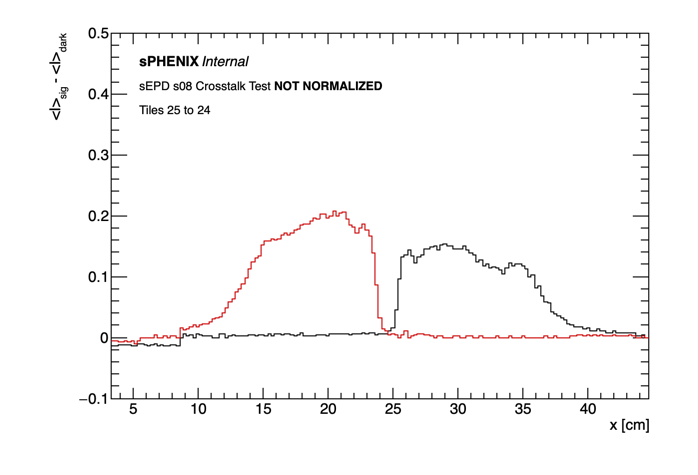 0.5
<I>sig - <I>dark
sPHENIX Internal
sEPD s08 Crosstalk Test NOT NORMALIZED
0.4
Tiles 25 to 24
0.3
0.2
0.1
0
−0.1
5 10 15 20 25 30 35 40
x [cm]